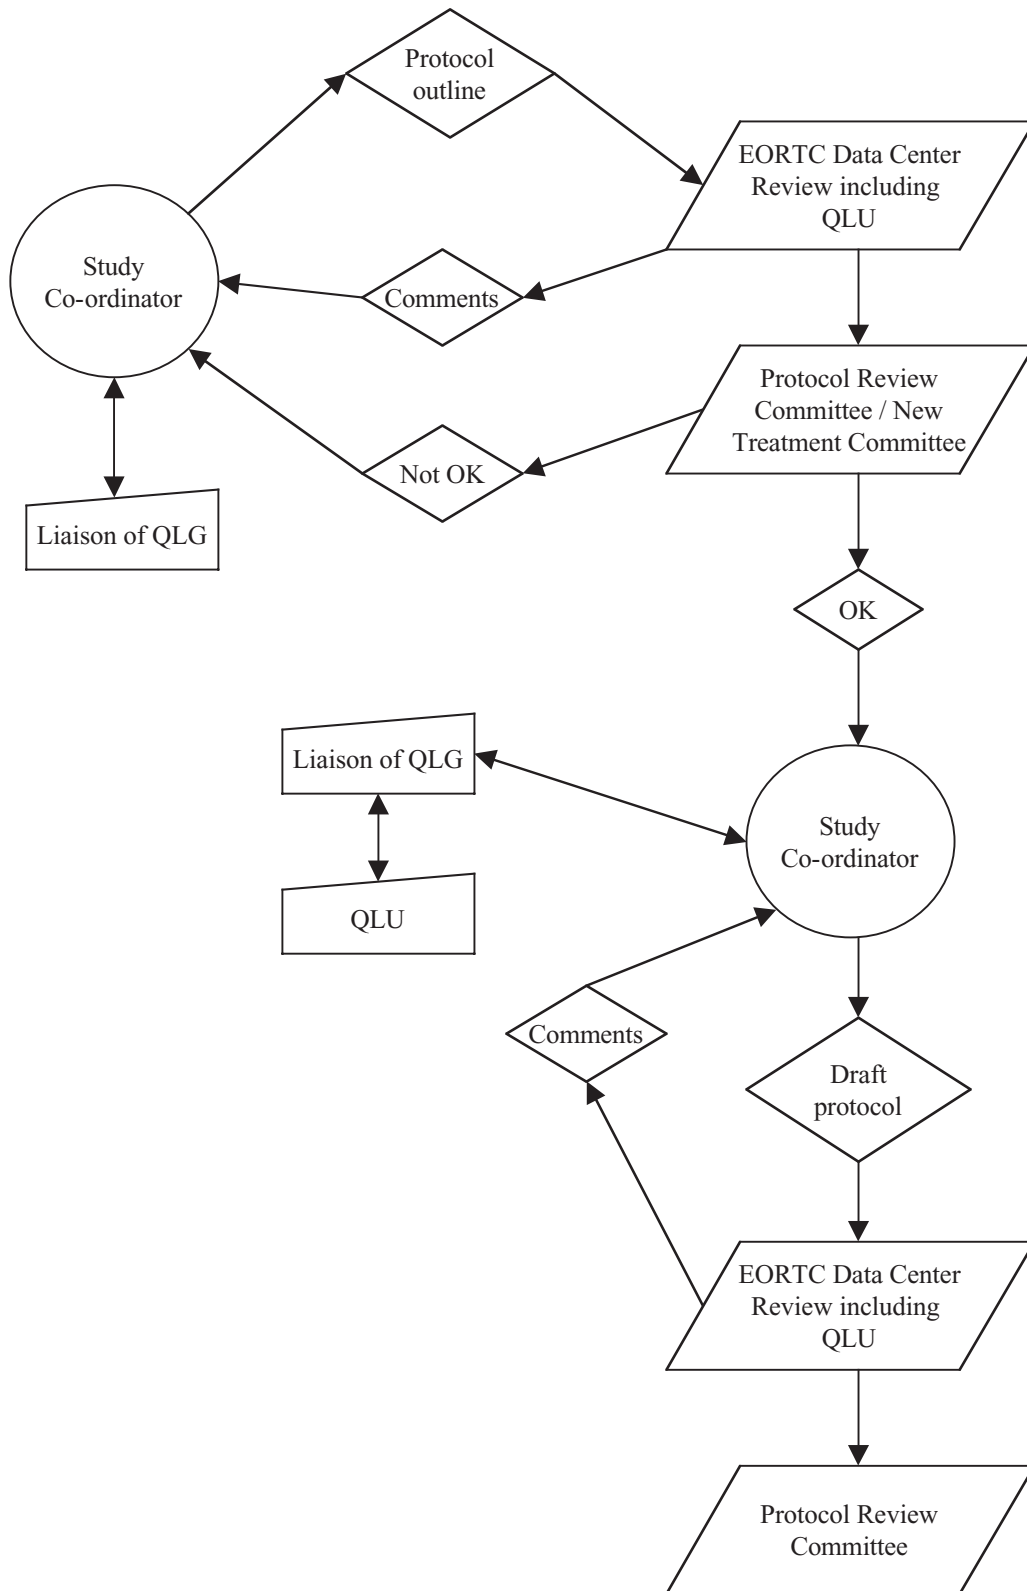 Protocol
outline
EORTC Data Center
Review including
QLU
Study
Co-ordinator
Comments
Protocol Review
Committee / New
Treatment Committee
Not OK
Liaison of QLG
OK
Liaison of QLG
Study
Co-ordinator
QLU
Comments
Draft
protocol
EORTC Data Center
Review including
QLU
Protocol Review
Committee